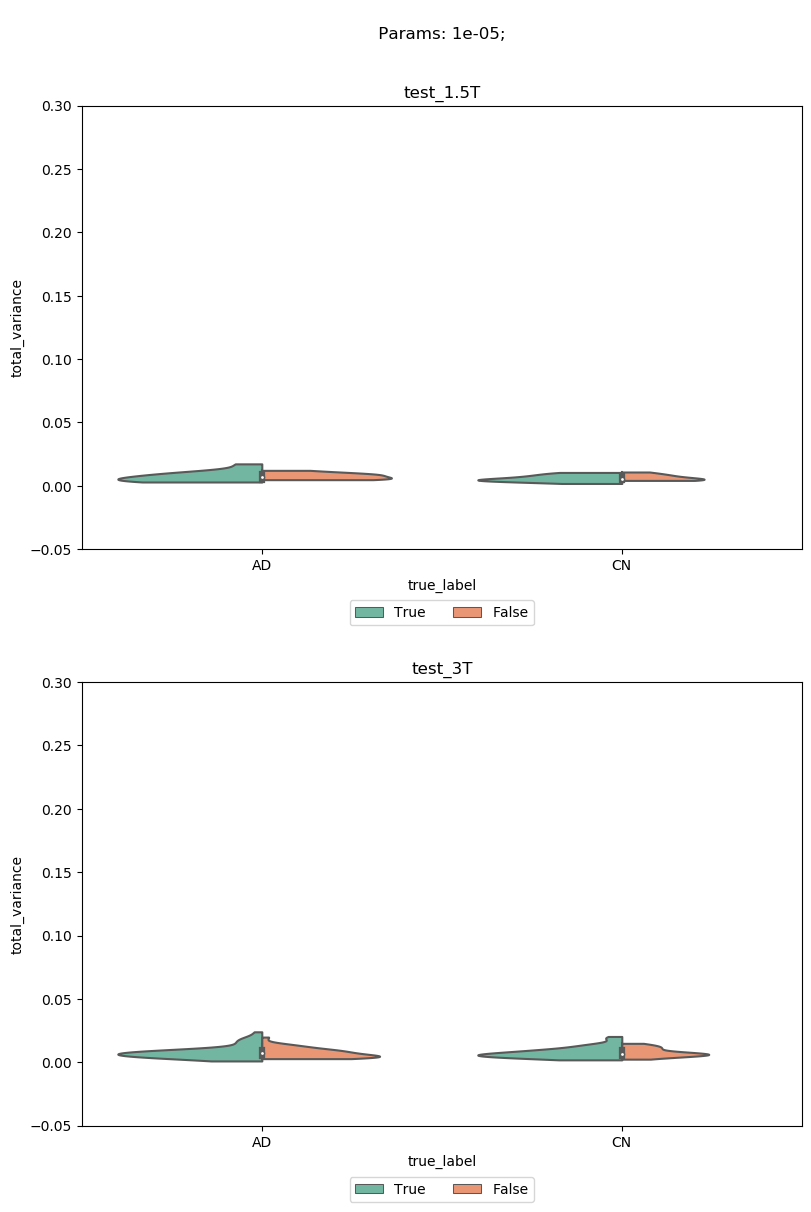 Params: 1e-05;
test_1.5T
0.30
0.25
0.20
0.15
0.10
0.05
0.00
−0.05
total_variance
AD CN
true_label
True False
test_3T
0.30
0.25
0.20
0.15
0.10
0.05
0.00
−0.05
total_variance
AD CN
true_label
True False